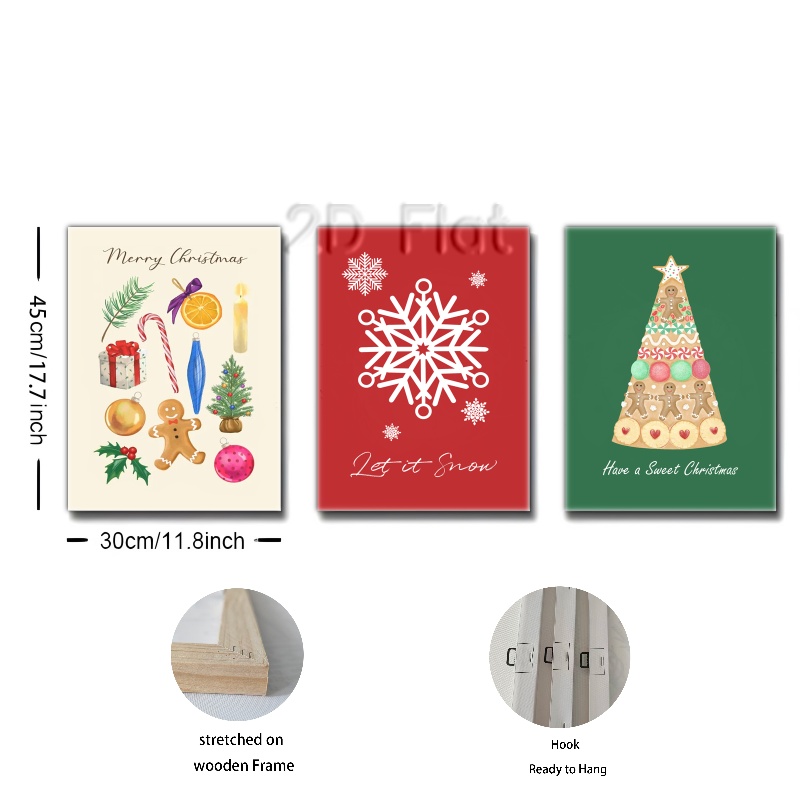 2D Flat
Merry Christmas
Let it Snow
Have a Sweet Christmas
45cm/17.7inch
30cm/11.8inch
stretched on
wooden Frame
Hook
Ready to Hang